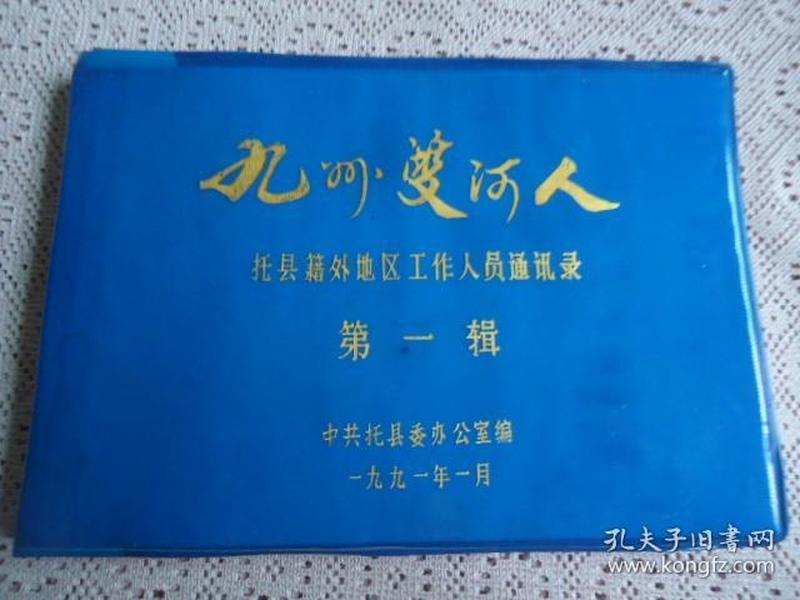 九州·雙河人
托县籍外地区工作人员通讯录
第一辑
中共托县委办公室编
一九九一年一月
孔夫子旧書网
www.kongfz.com